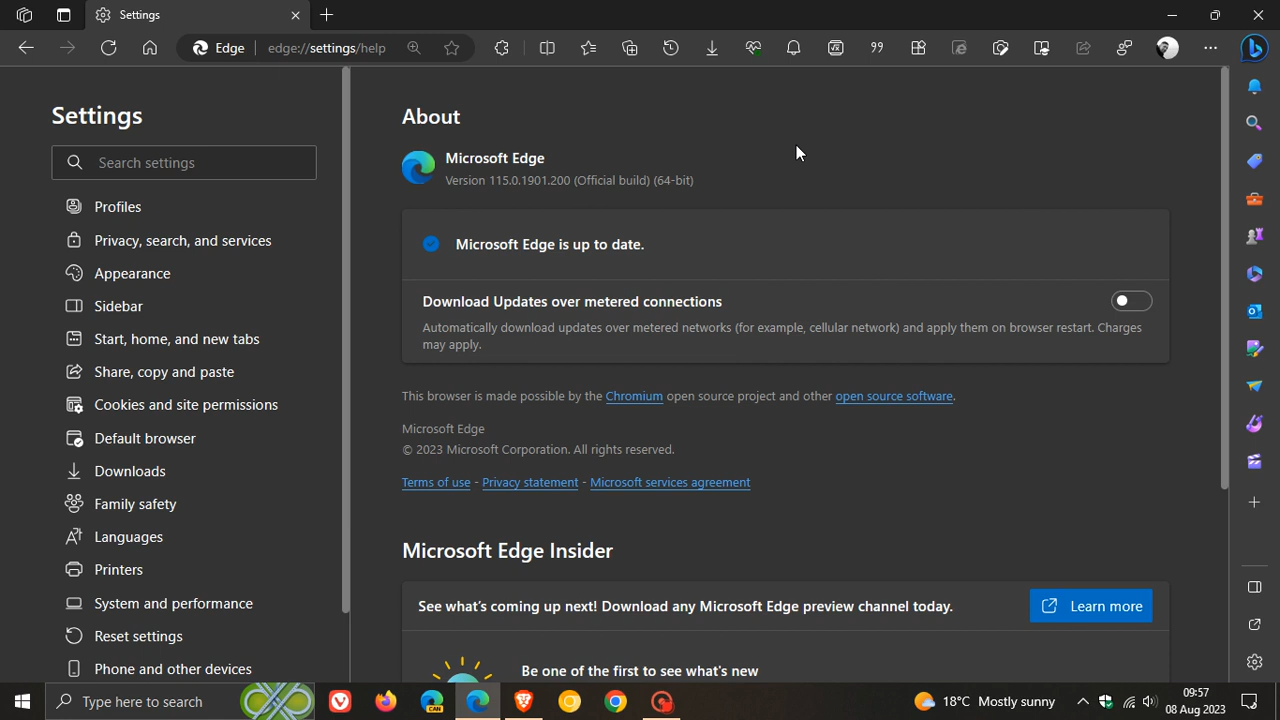 Settings
Edge
edge://settings/help
Settings
Search settings
Profiles
Privacy, search, and services
Appearance
Sidebar
Start, home, and new tabs
Share, copy and paste
Cookies and site permissions
Default browser
Downloads
Family safety
Languages
Printers
System and performance
Reset settings
Phone and other devices
About
Microsoft Edge
Version 115.0.1901.200 (Official build) (64-bit)
Microsoft Edge is up to date.
Download Updates over metered connections
Automatically download updates over metered networks (for example, cellular network) and apply them on browser restart. Charges
may apply.
This browser is made possible by the Chromium open source project and other open source software.
Microsoft Edge
© 2023 Microsoft Corporation. All rights reserved.
Terms of use - Privacy statement - Microsoft services agreement
Microsoft Edge Insider
See what's coming up next! Download any Microsoft Edge preview channel today.
Learn more
Be one of the first to see what's new
Type here to search
CAN
18°C Mostly sunny
09:57
08 Aug 2023